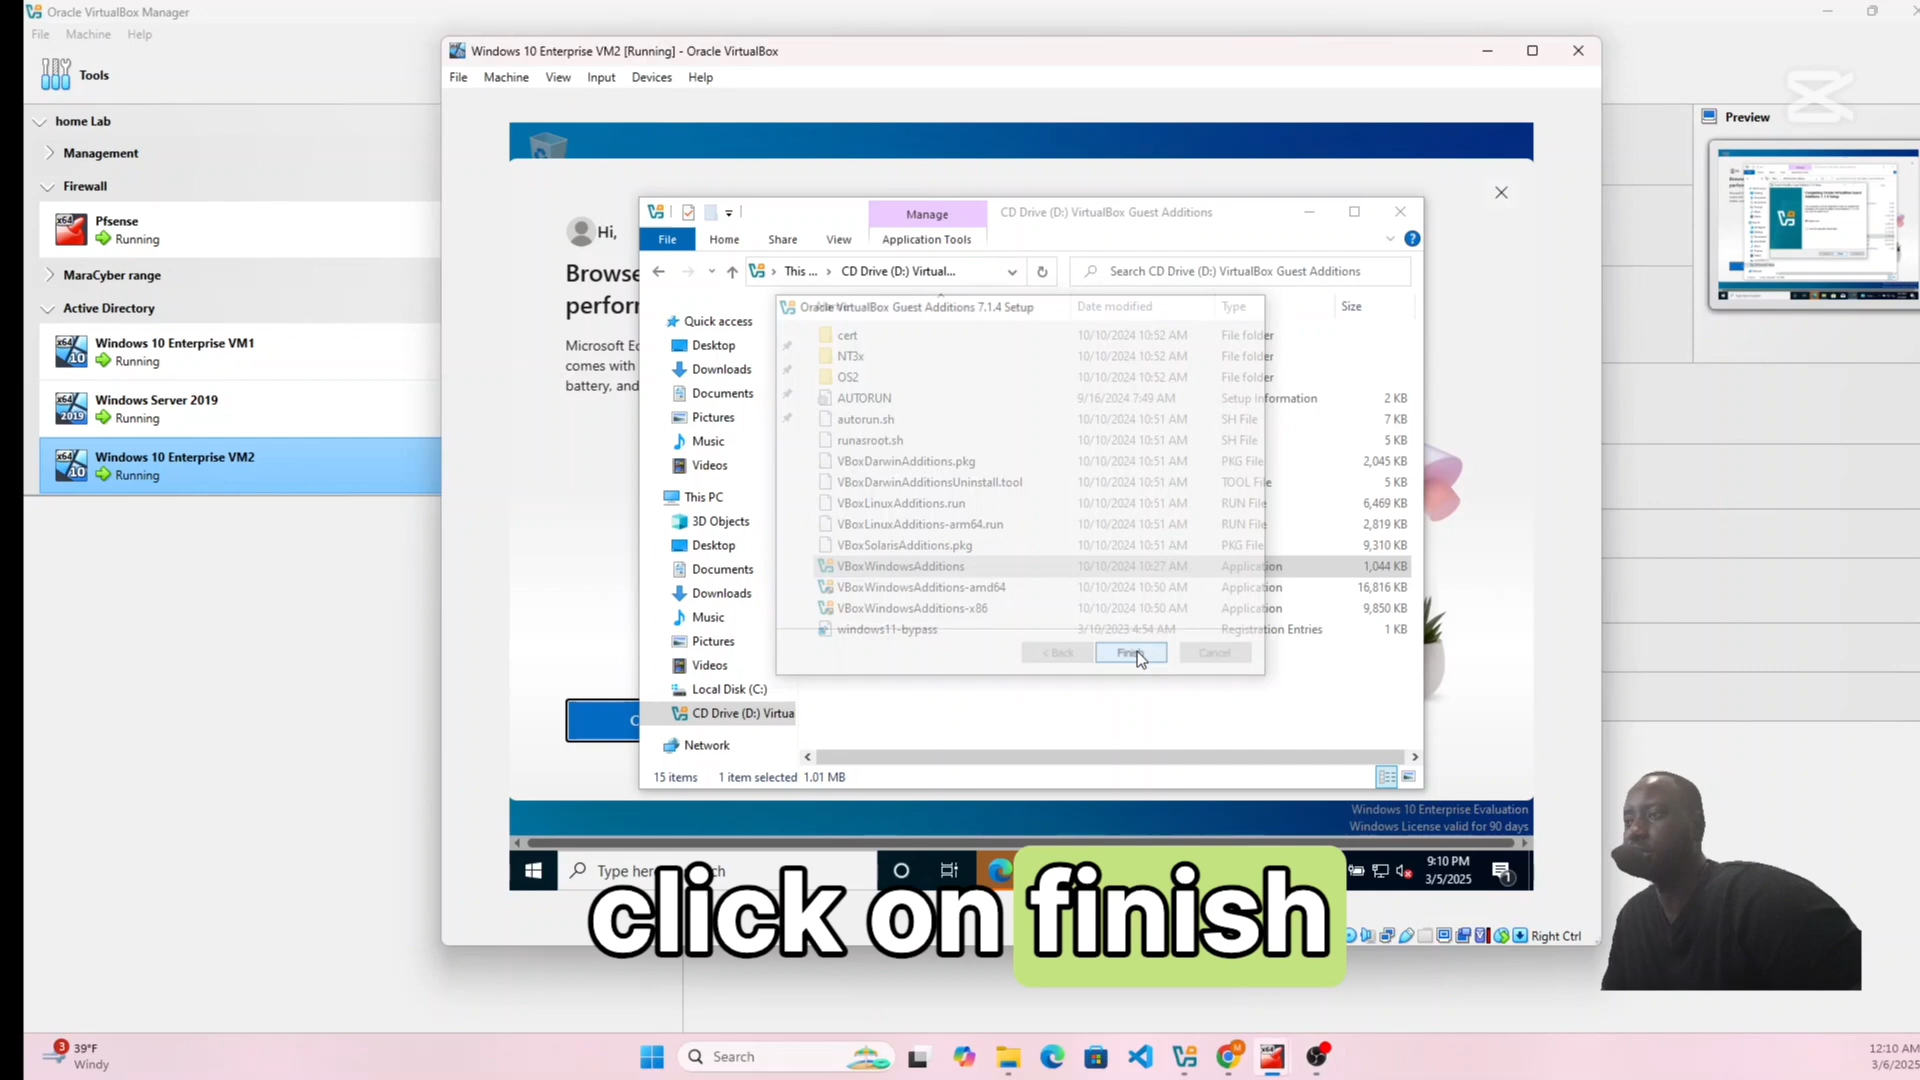 Oracle VirtualBox Manager
File Machine Help
Tools
home Lab
Management
Firewall
Pfsense
Running
MaraCyber range
Active Directory
Windows 10 Enterprise VM1
Running
Windows Server 2019
Running
Windows 10 Enterprise VM2
Running
Windows 10 Enterprise VM2 [Running] - Oracle VirtualBox
File Machine View Input Devices Help
Preview
Hi,
Browse
perform
Microsoft Ed
comes with
battery, and
Manage CD Drive (D:) VirtualBox Guest Additions
File Home Share View Application Tools
This ... CD Drive (D:) Virtual... Search CD Drive (D:) VirtualBox Guest Additions
Oracle VirtualBox Guest Additions 7.1.4 Setup Date modified Type Size
Quick access
Desktop
Downloads
Documents
Pictures
Music
Videos
This PC
3D Objects
Desktop
Documents
Downloads
Music
Pictures
Videos
Local Disk (C:)
CD Drive (D:) Virtua
Network
cert 10/10/2024 10:52 AM File folder
NT3x 10/10/2024 10:52 AM File folder
OS2 10/10/2024 10:52 AM File folder
AUTORUN 9/16/2024 7:49 AM Setup Information 2 KB
autorun.sh 10/10/2024 10:51 AM SH File 7 KB
runasroot.sh 10/10/2024 10:51 AM SH File 5 KB
VBoxDarwinAdditions.pkg 10/10/2024 10:51 AM PKG File 2,045 KB
VBoxDarwinAdditionsUninstall.tool 10/10/2024 10:51 AM TOOL File 5 KB
VBoxLinuxAdditions.run 10/10/2024 10:51 AM RUN File 6,469 KB
VBoxLinuxAdditions-arm64.run 10/10/2024 10:51 AM RUN File 2,819 KB
VBoxSolarisAdditions.pkg 10/10/2024 10:51 AM PKG File 9,310 KB
VBoxWindowsAdditions 10/10/2024 10:27 AM Application 1,044 KB
VBoxWindowsAdditions-amd64 10/10/2024 10:50 AM Application 16,816 KB
VBoxWindowsAdditions-x86 10/10/2024 10:50 AM Application 9,850 KB
windows11-bypass 3/10/2023 4:54 AM Registration Entries 1 KB
< Back Finish Cancel
15 items 1 item selected 1.01 MB
Windows 10 Enterprise Evaluation
Windows License valid for 90 days
9:10 PM
3/5/2025
1
click on finish
Right Ctrl
3
39°F
Windy
Search
12:10 AM
3/6/2025